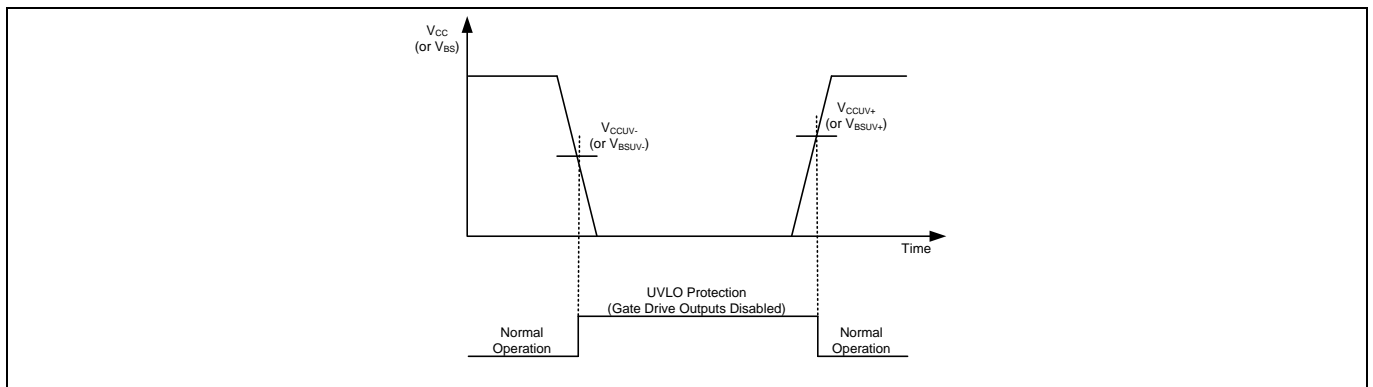 VCC
(or VBS)
VCCUV-
(or VBSUV-)
VCCUV+
(or VBSUV+)
Time
UVLO Protection
(Gate Drive Outputs Disabled)
Normal
Operation
Normal
Operation